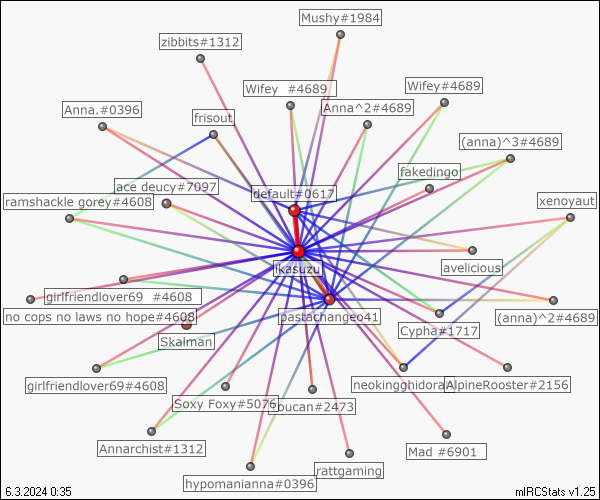 Mushy#1984
zibbits#1312
Wifey  #4689
Wifey#4689
Anna.#0396
Anna^2#4689
frisout
(anna)^3#4689
fakedingo
ace deucy#7097
default#0617
ramshackle gorey#4608
xenoyaut
ikasuzu
avelicious
girlfriendlover69  #4608
no cops no laws no hope#4608
pastachangeo41
(anna)^2#4689
Cypha#1717
Skalman
girlfriendlover69#4608
neokingghidorah
AlpineRooster#2156
Soxy Foxy#5076
Toucan#2473
Annarchist#1312
Mad #6901
rattgaming
hypomanianna#0396
6.3.2024 0:35
mIRCStats v1.25